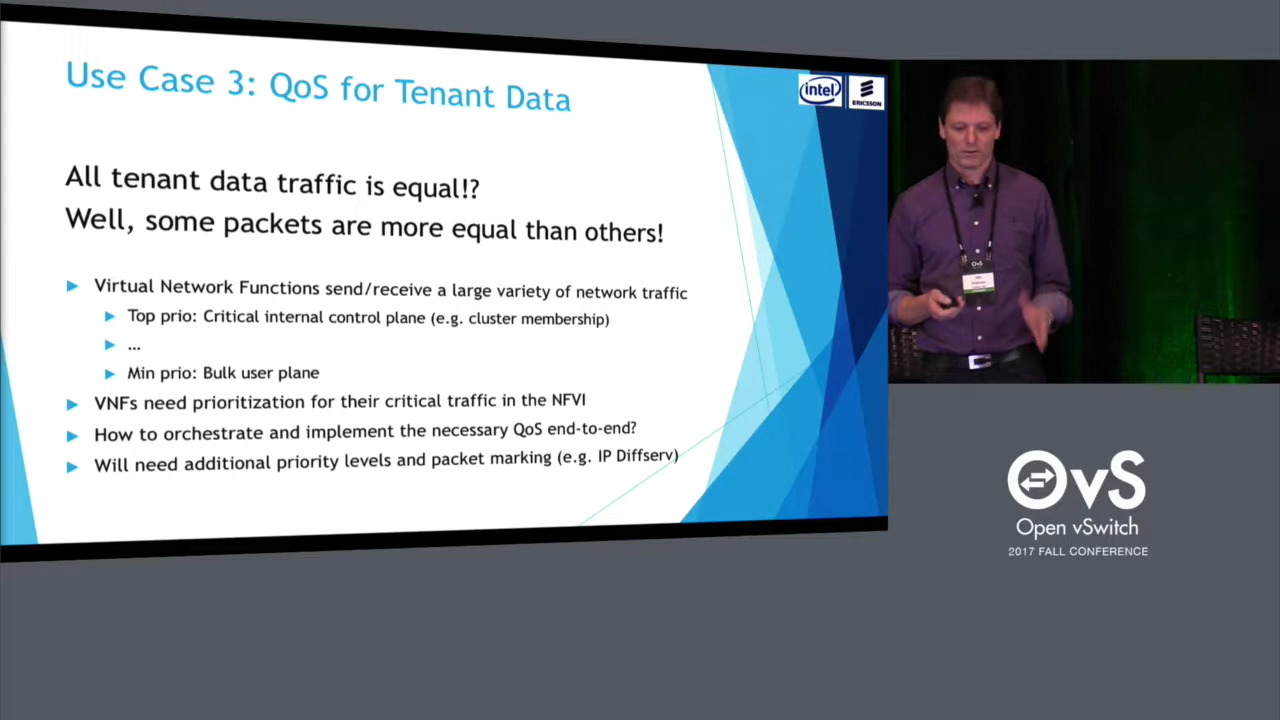 Use Case 3: QoS for Tenant Data
intel
ERICSSON
All tenant data traffic is equal!?
Well, some packets are more equal than others!
Virtual Network Functions send/receive a large variety of network traffic
Top prio: Critical internal control plane (e.g. cluster membership)
...
Min prio: Bulk user plane
VNFs need prioritization for their critical traffic in the NFVI
How to orchestrate and implement the necessary QoS end-to-end?
Will need additional priority levels and packet marking (e.g. IP Diffserv)
OvS
OvS
Open vSwitch
2017 FALL CONFERENCE